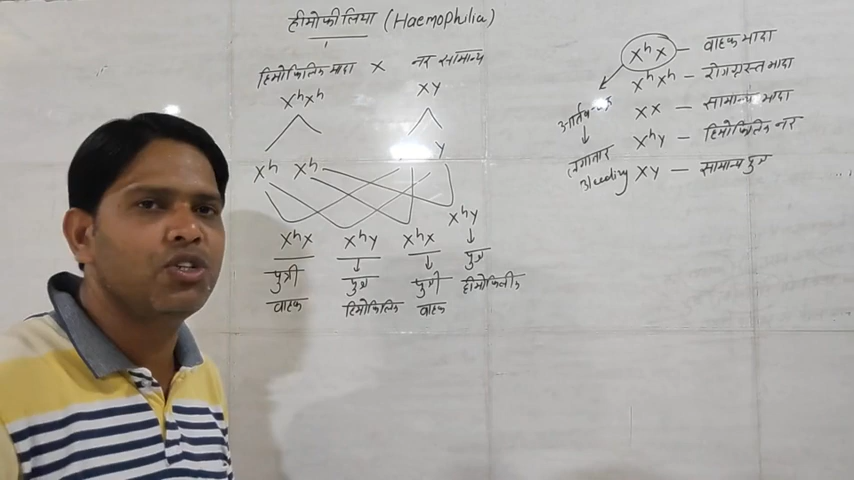 हीमोफीलिया (Haemophilia)
हिमोफिलिक मादा × नर सामान्य
XʰXʰ XY
Xʰ Xʰ Y
XʰX XʰY XʰX XʰY
पुत्री पुत्र पुत्री पुत्र
वाहक हिमोफिलिक वाहक हीमोफिलीक
XʰX — वाहक मादा
XʰXʰ — रोगग्रस्त मादा
XX — सामान्य मादा
XʰY — हिमोफिलिक नर
XY — सामान्य पुत्र
लगातार
Bleeding